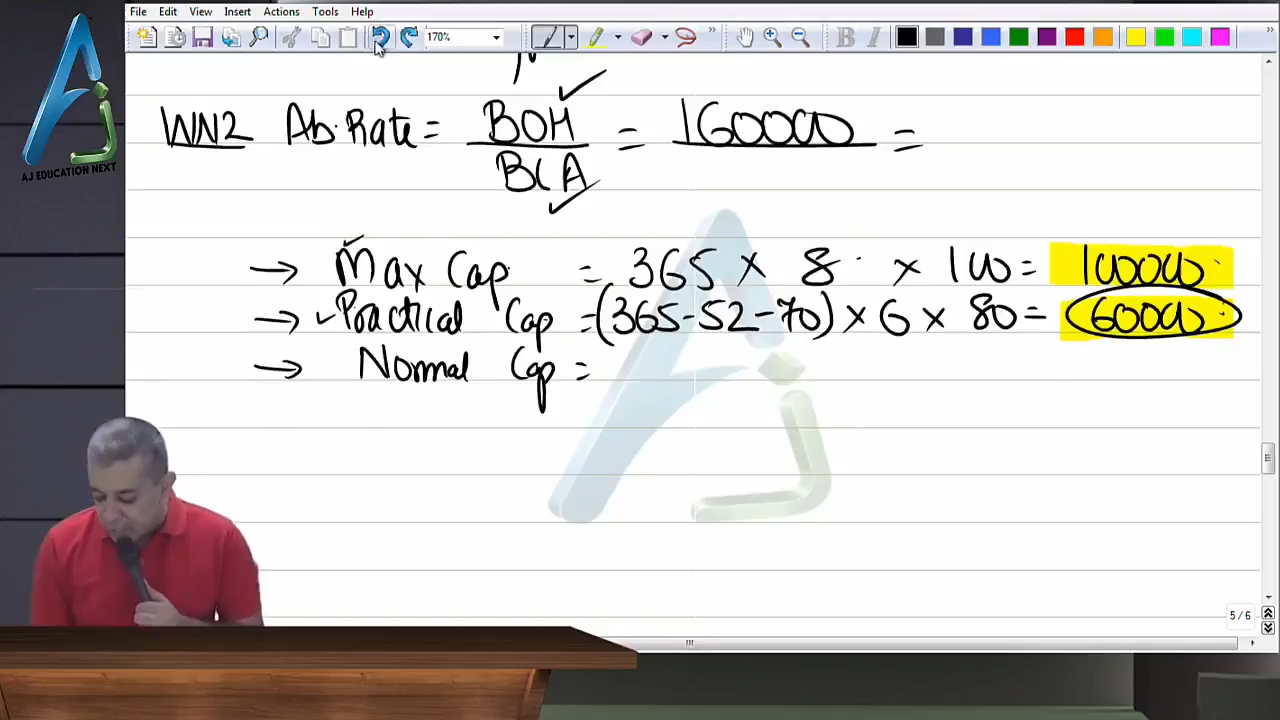 File Edit View Insert Actions Tools Help
170%
B I
AJ EDUCATION NEXT
WN2 Ab. Rate = BOH / BCA = 160000 =
→ Max Cap = 365 × 8 × 100 = 100000
→ Practical Cap = (365-52-70) × 6 × 80 = 60000
→ Normal Cap =
5 / 6